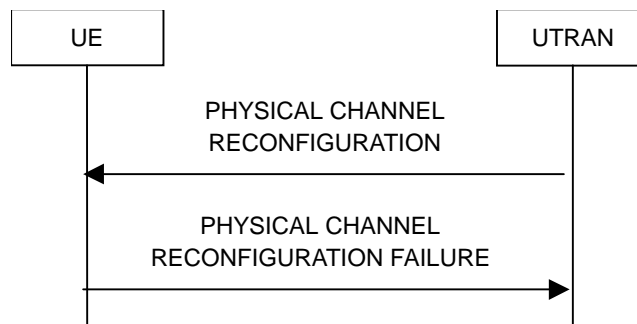 UE
UTRAN
PHYSICAL CHANNEL
RECONFIGURATION
PHYSICAL CHANNEL
RECONFIGURATION FAILURE